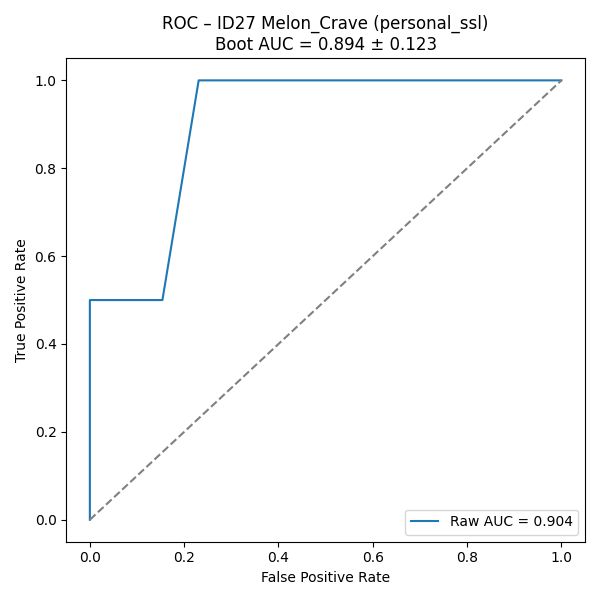 ROC – ID27 Melon_Crave (personal_ssl)
Boot AUC = 0.894 ± 0.123
True Positive Rate
1.0
0.8
0.6
0.4
0.2
0.0
Raw AUC = 0.904
0.0 0.2 0.4 0.6 0.8 1.0
False Positive Rate